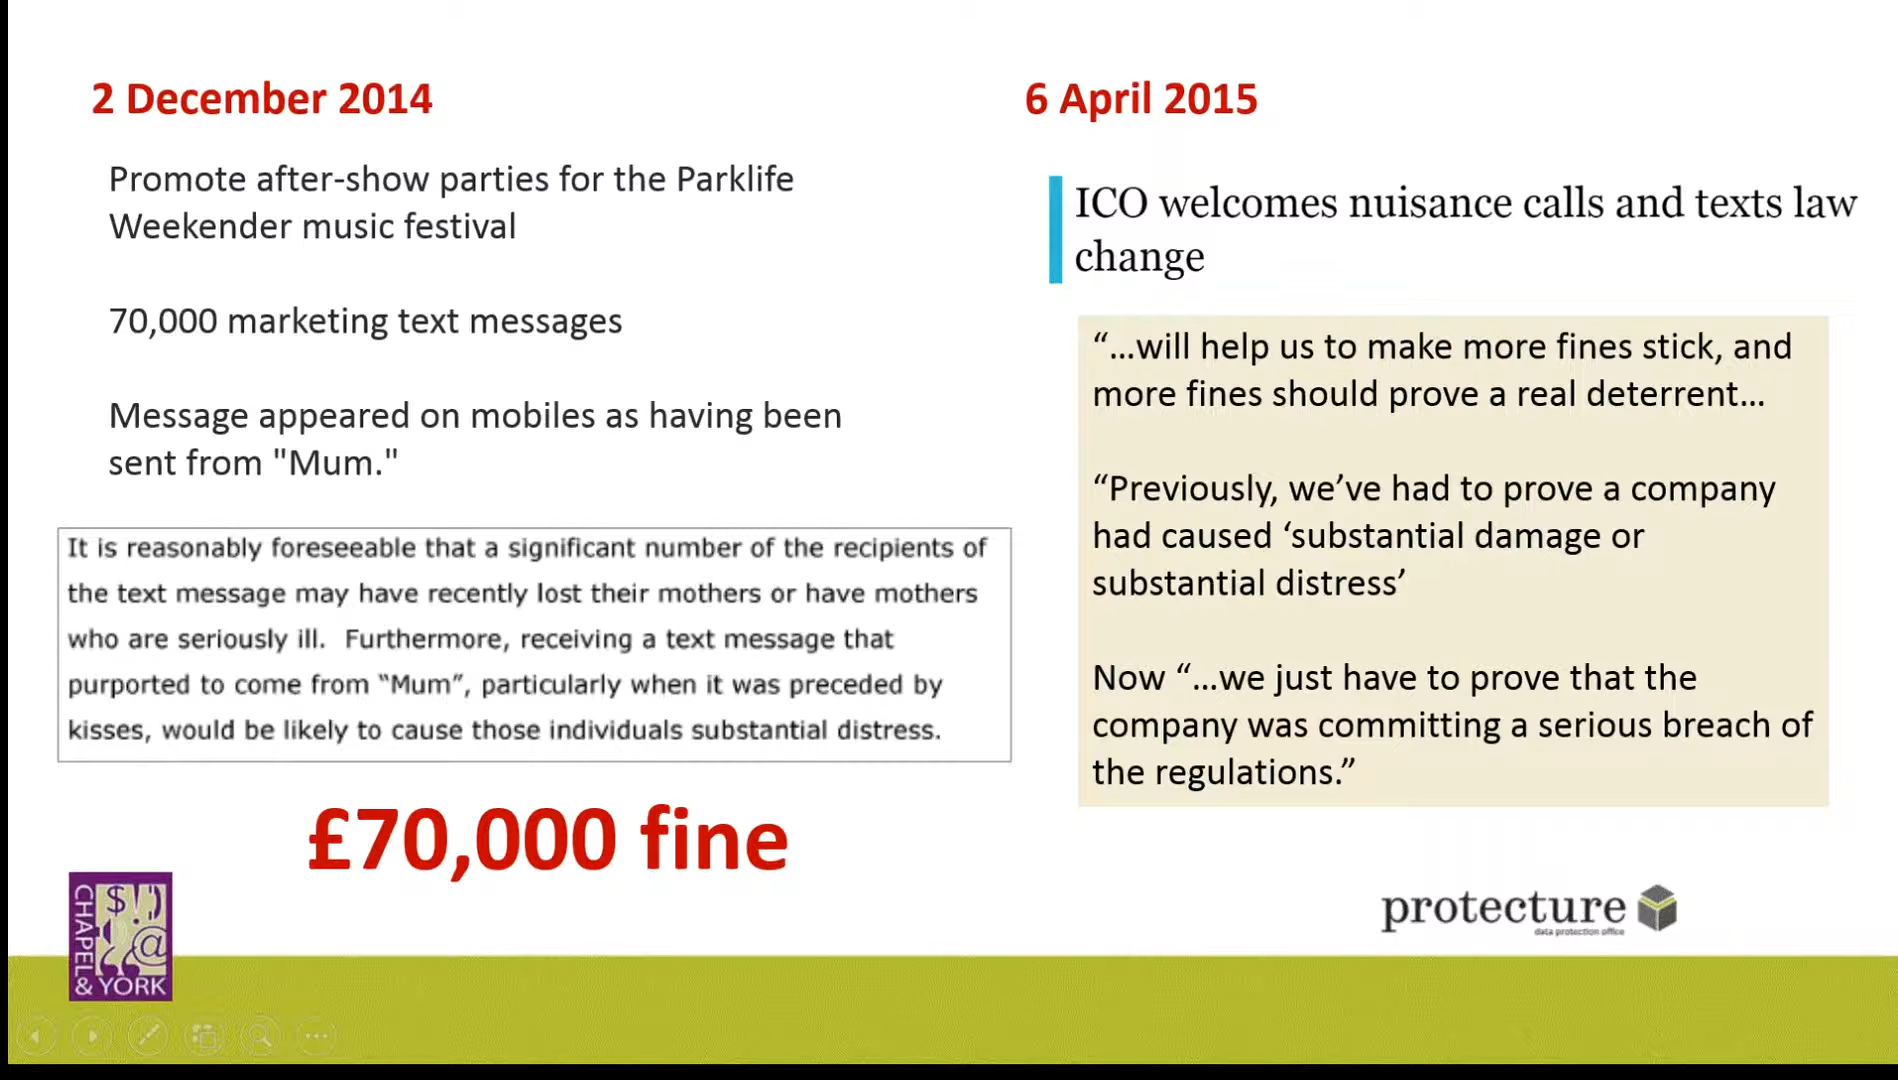 2 December 2014
Promote after-show parties for the Parklife
Weekender music festival
70,000 marketing text messages
Message appeared on mobiles as having been
sent from "Mum."
It is reasonably foreseeable that a significant number of the recipients of
the text message may have recently lost their mothers or have mothers
who are seriously ill. Furthermore, receiving a text message that
purported to come from “Mum”, particularly when it was preceded by
kisses, would be likely to cause those individuals substantial distress.
£70,000 fine
6 April 2015
ICO welcomes nuisance calls and texts law
change
“…will help us to make more fines stick, and
more fines should prove a real deterrent…
“Previously, we’ve had to prove a company
had caused ‘substantial damage or
substantial distress’
Now “…we just have to prove that the
company was committing a serious breach of
the regulations.”
CHAPEL
& YORK
protecture
data protection office